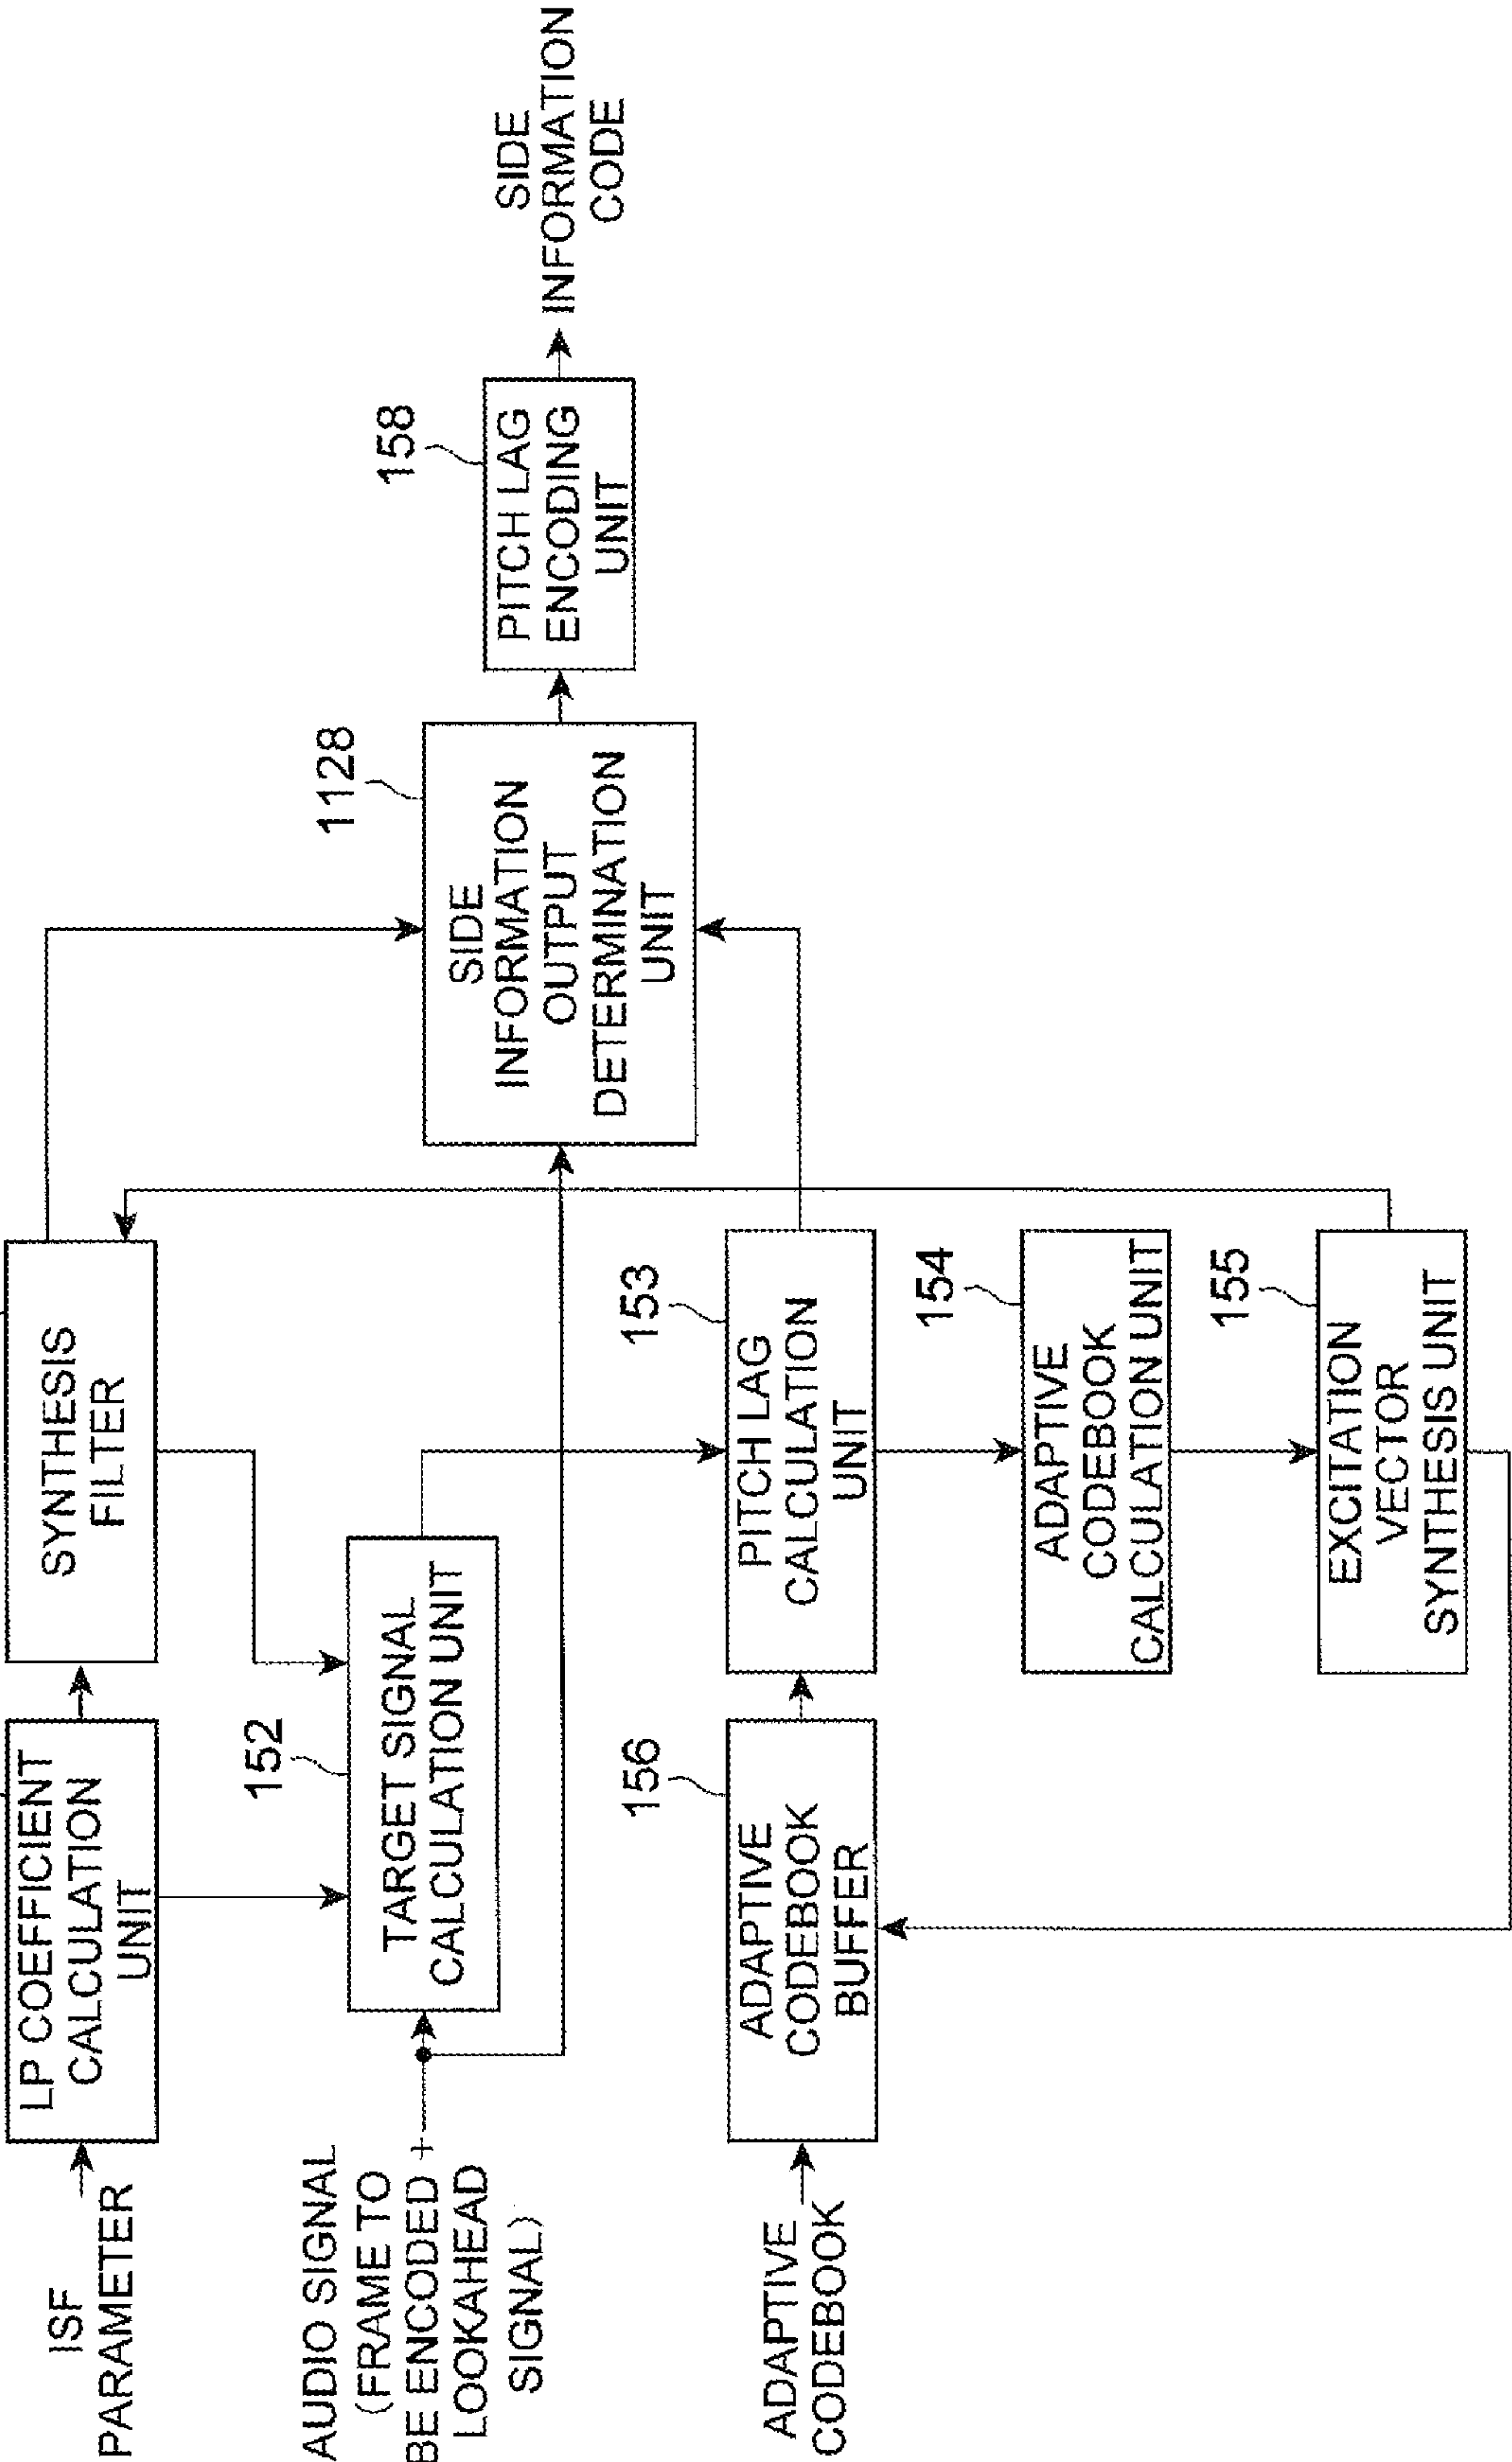 ISF
PARAMETER
LP COEFFICIENT
CALCULATION
UNIT
SYNTHESIS
FILTER
AUDIO SIGNAL
(FRAME TO
BE ENCODED +
LOOKAHEAD
SIGNAL)
152
TARGET SIGNAL
CALCULATION UNIT
1128
SIDE
INFORMATION
OUTPUT
DETERMINATION
UNIT
158
PITCH LAG
ENCODING
UNIT
SIDE
INFORMATION
CODE
ADAPTIVE
CODEBOOK
156
ADAPTIVE
CODEBOOK
BUFFER
153
PITCH LAG
CALCULATION
UNIT
154
ADAPTIVE
CODEBOOK
CALCULATION UNIT
155
EXCITATION
VECTOR
SYNTHESIS UNIT